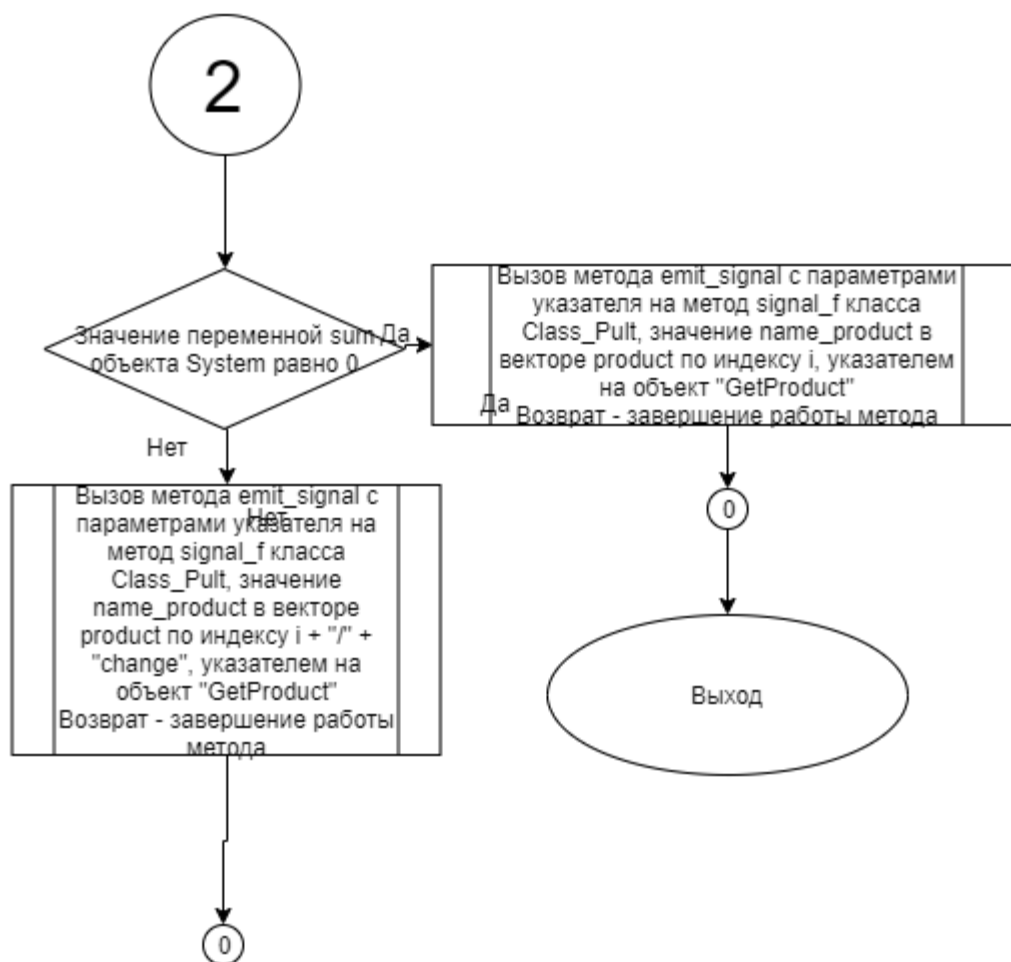 2
Значение переменной sum
объекта System равно 0
Да
Вызов метода emit_signal с параметрами
указателя на метод signal_f класса
Class_Pult, значение name_product в
векторе product по индексу i, указателем
на объект "GetProduct"
Да
Возврат - завершение работы метода
Нет
Вызов метода emit_signal с
Нет
параметрами указателя на
метод signal_f класса
Class_Pult, значение
name_product в векторе
product по индексу i + "/" +
"change", указателем на
объект "GetProduct"
Возврат - завершение работы
метода
0
Выход
0